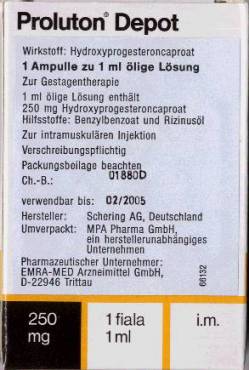 Proluton® Depot
Wirkstoff: Hydroxyprogesteroncaproat
1 Ampulle zu 1 ml ölige Lösung
Zur Gestagentherapie
1 ml ölige Lösung enthält
250 mg Hydroxyprogesteroncaproat
Hilfsstoffe: Benzylbenzoat und Rizinusöl
Zur intramuskulären Injektion
Verschreibungspflichtig
Packungsbeilage beachten
Ch.-B.: 01880D
verwendbar bis: 02/2005
Hersteller: Schering AG, Deutschland
Umverpackt: MPA Pharma GmbH,
ein herstellerunabhängiges
Unternehmen
Pharmazeutischer Unternehmer:
EMRA-MED Arzneimittel GmbH,
D-22946 Trittau
66132
250 mg
1 fiala 1 ml
i.m.